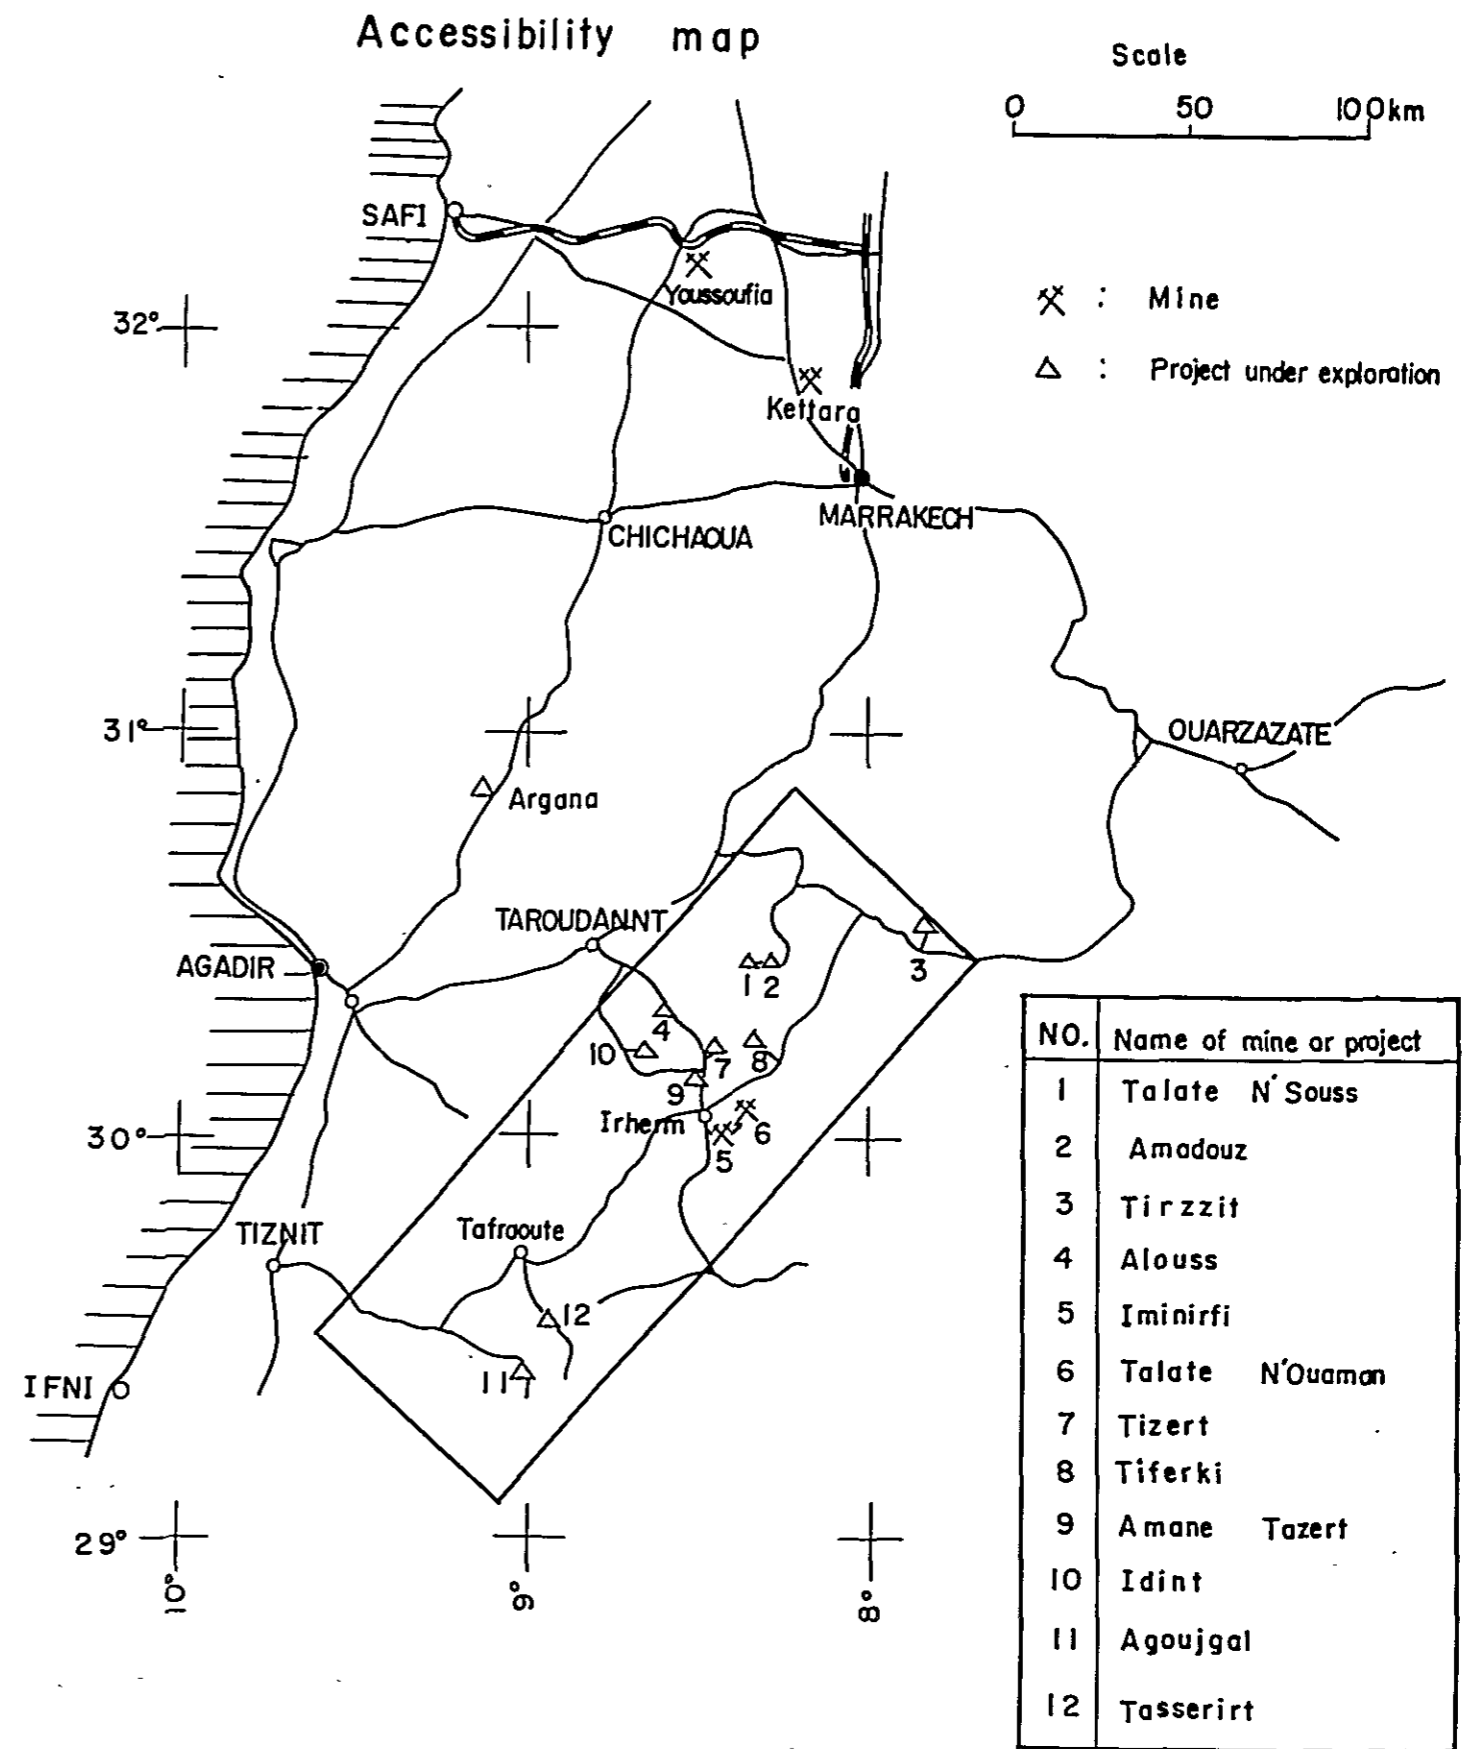 Accessibility map
Scale
0 50 100km
SAFI
Youssoufia
32°
: Mine
: Project under exploration
Kettara
MARRAKECH
CHICHAOUA
31°
OUARZAZATE
Argana
TAROUDANNT
AGADIR
3
1 2
4
10
7
8
9
Irherm
6
5
30°
Tafraoute
TIZNIT
12
11
IFNI
29°
10°
9°
8°
NO. Name of mine or project
1 Talate N'Souss
2 Amadouz
3 Tirzzit
4 Alouss
5 Iminirfi
6 Talate N'Ouaman
7 Tizert
8 Tiferki
9 Amane Tazert
10 Idint
11 Agoujgal
12 Tasserirt